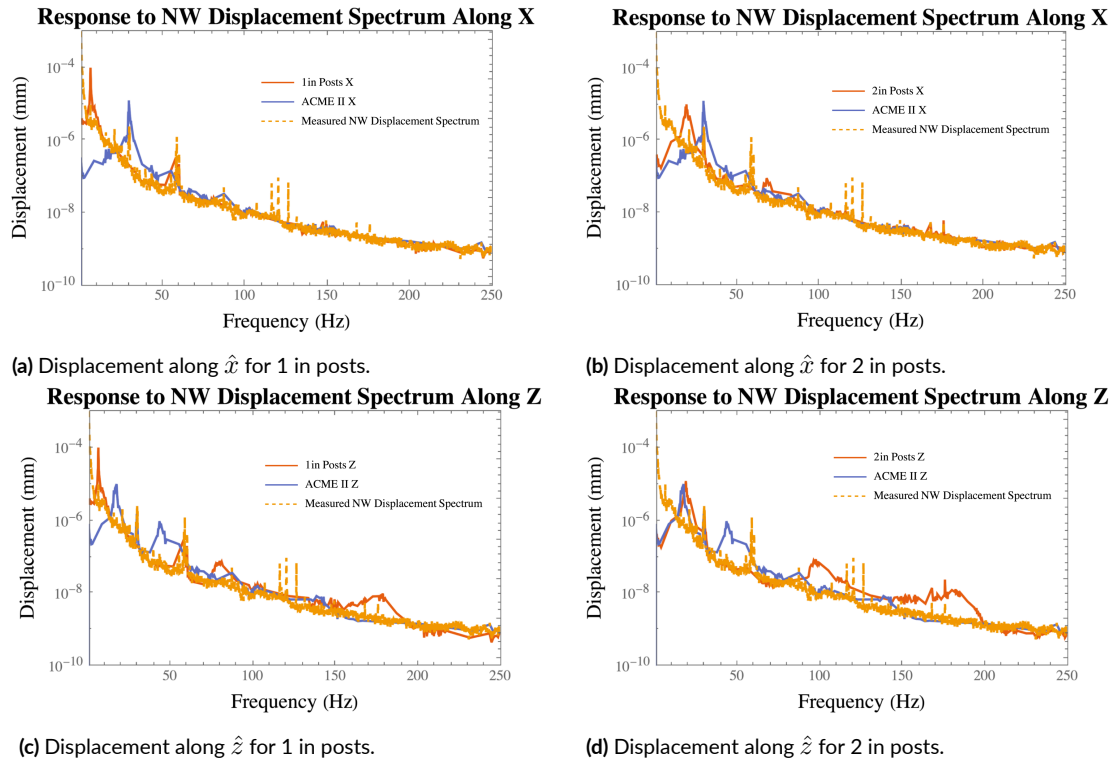 Response to NW Displacement Spectrum Along X
Displacement (mm)
10⁻⁴
10⁻⁶
10⁻⁸
10⁻¹⁰
1in Posts X
ACME II X
Measured NW Displacement Spectrum
50 100 150 200 250
Frequency (Hz)
(a) Displacement along x̂ for 1 in posts.
Response to NW Displacement Spectrum Along X
Displacement (mm)
10⁻⁴
10⁻⁶
10⁻⁸
10⁻¹⁰
2in Posts X
ACME II X
Measured NW Displacement Spectrum
50 100 150 200 250
Frequency (Hz)
(b) Displacement along x̂ for 2 in posts.
Response to NW Displacement Spectrum Along Z
Displacement (mm)
10⁻⁴
10⁻⁶
10⁻⁸
10⁻¹⁰
1in Posts Z
ACME II Z
Measured NW Displacement Spectrum
50 100 150 200 250
Frequency (Hz)
(c) Displacement along ẑ for 1 in posts.
Response to NW Displacement Spectrum Along Z
Displacement (mm)
10⁻⁴
10⁻⁶
10⁻⁸
10⁻¹⁰
2in Posts Z
ACME II Z
Measured NW Displacement Spectrum
50 100 150 200 250
Frequency (Hz)
(d) Displacement along ẑ for 2 in posts.